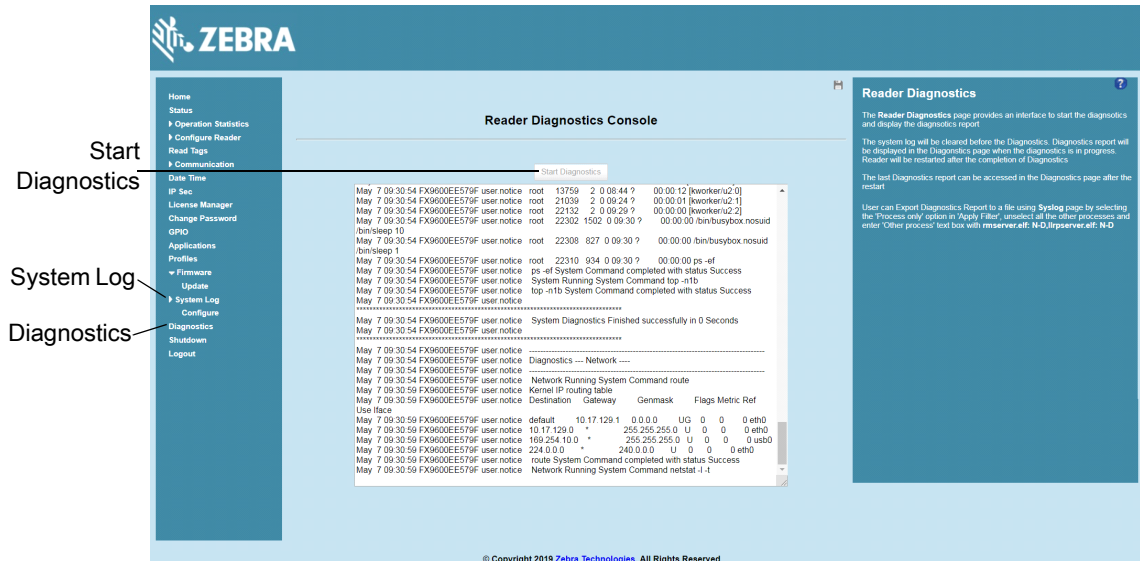 ZEBRA
Home
Status
Operation Statistics
Configure Reader
Read Tags
Communication
Date Time
IP Sec
License Manager
Change Password
GPIO
Applications
Profiles
Firmware
Update
System Log
Configure
Diagnostics
Shutdown
Logout
Start
Diagnostics
System Log
Diagnostics
Reader Diagnostics Console
Start Diagnostics
May 7 09:30:54 FX9600EE579F user.notice root 13759 2 0 08:44 ? 00:00:12 [kworker/u2:0]
May 7 09:30:54 FX9600EE579F user.notice root 21039 2 0 09:24 ? 00:00:01 [kworker/u2:1]
May 7 09:30:54 FX9600EE579F user.notice root 22132 2 0 09:29 ? 00:00:00 [kworker/u2:2]
May 7 09:30:54 FX9600EE579F user.notice root 22302 1502 0 09:30 ? 00:00:00 /bin/busybox.nosuid
/bin/sleep 10
May 7 09:30:54 FX9600EE579F user.notice root 22308 827 0 09:30 ? 00:00:00 /bin/busybox.nosuid
/bin/sleep 1
May 7 09:30:54 FX9600EE579F user.notice root 22310 934 0 09:30 ? 00:00:00 ps -ef
May 7 09:30:54 FX9600EE579F user.notice ps -ef System Command completed with status Success
May 7 09:30:54 FX9600EE579F user.notice System Running System Command top -n1b
May 7 09:30:54 FX9600EE579F user.notice top -n1b System Command completed with status Success
May 7 09:30:54 FX9600EE579F user.notice
********************************************************************************
May 7 09:30:54 FX9600EE579F user.notice System Diagnostics Finished successfully in 0 Seconds
May 7 09:30:54 FX9600EE579F user.notice
********************************************************************************
May 7 09:30:54 FX9600EE579F user.notice --------------------------------------------------------------------------------
May 7 09:30:54 FX9600EE579F user.notice Diagnostics --- Network ----
May 7 09:30:54 FX9600EE579F user.notice --------------------------------------------------------------------------------
May 7 09:30:54 FX9600EE579F user.notice Network Running System Command route
May 7 09:30:59 FX9600EE579F user.notice Kernel IP routing table
May 7 09:30:59 FX9600EE579F user.notice Destination Gateway Genmask Flags Metric Ref
Use Iface
May 7 09:30:59 FX9600EE579F user.notice default 10.17.129.1 0.0.0.0 UG 0 0 0 eth0
May 7 09:30:59 FX9600EE579F user.notice 10.17.129.0 * 255.255.255.0 U 0 0 0 eth0
May 7 09:30:59 FX9600EE579F user.notice 169.254.10.0 * 255.255.255.0 U 0 0 0 usb0
May 7 09:30:59 FX9600EE579F user.notice 224.0.0.0 * 240.0.0.0 U 0 0 0 eth0
May 7 09:30:59 FX9600EE579F user.notice route System Command completed with status Success
May 7 09:30:59 FX9600EE579F user.notice Network Running System Command netstat -l -t
?
Reader Diagnostics
The Reader Diagnostics page provides an interface to start the diagnsotics
and display the diagnsotics report
The system log will be cleared before the Diagnostics. Diagnostics report will
be displayed in the Diagonstics page when the diagnostics is in progress.
Reader will be restarted after the completion of Diagnostics
The last Diagnostics report can be accessed in the Diagnostics page after the
restart
User can Export Diagnostics Report to a file using Syslog page by selecting
the 'Process only' option in 'Apply Filter', unselect all the other processes and
enter 'Other process' text box with rmserver.elf: N-D,llrpserver.elf: N-D
© Copyright 2019 Zebra Technologies. All Rights Reserved